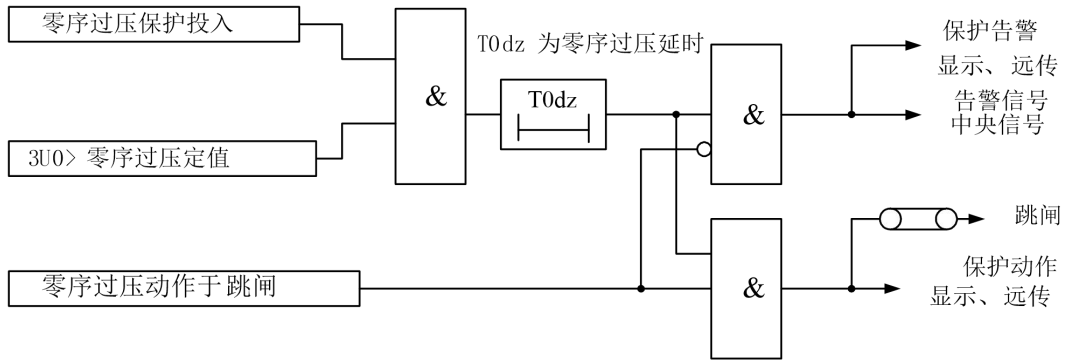 零序过压保护投入
3U0> 零序过压定值
零序过压动作于跳闸
&
T0dz 为零序过压延时
T0dz
&
保护告警
显示、远传
告警信号
中央信号
&
跳闸
保护动作
显示、远传